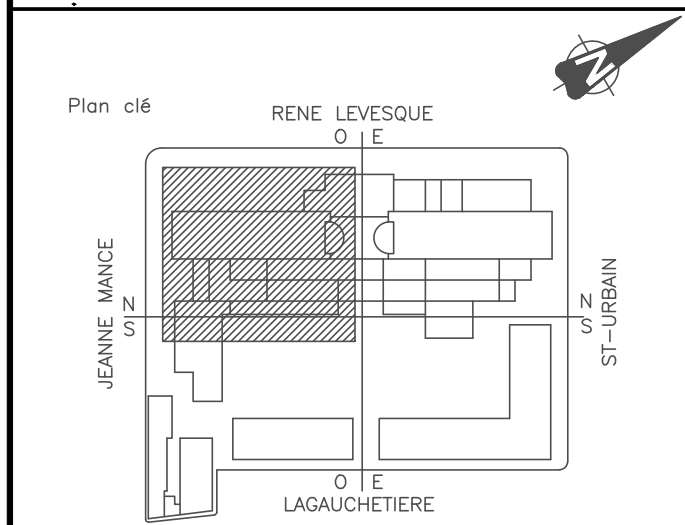 N
Plan clé
RENE LEVESQUE
O E
JEANNE MANCE
N
S
N
S
ST-URBAIN
O E
LAGAUCHETIERE